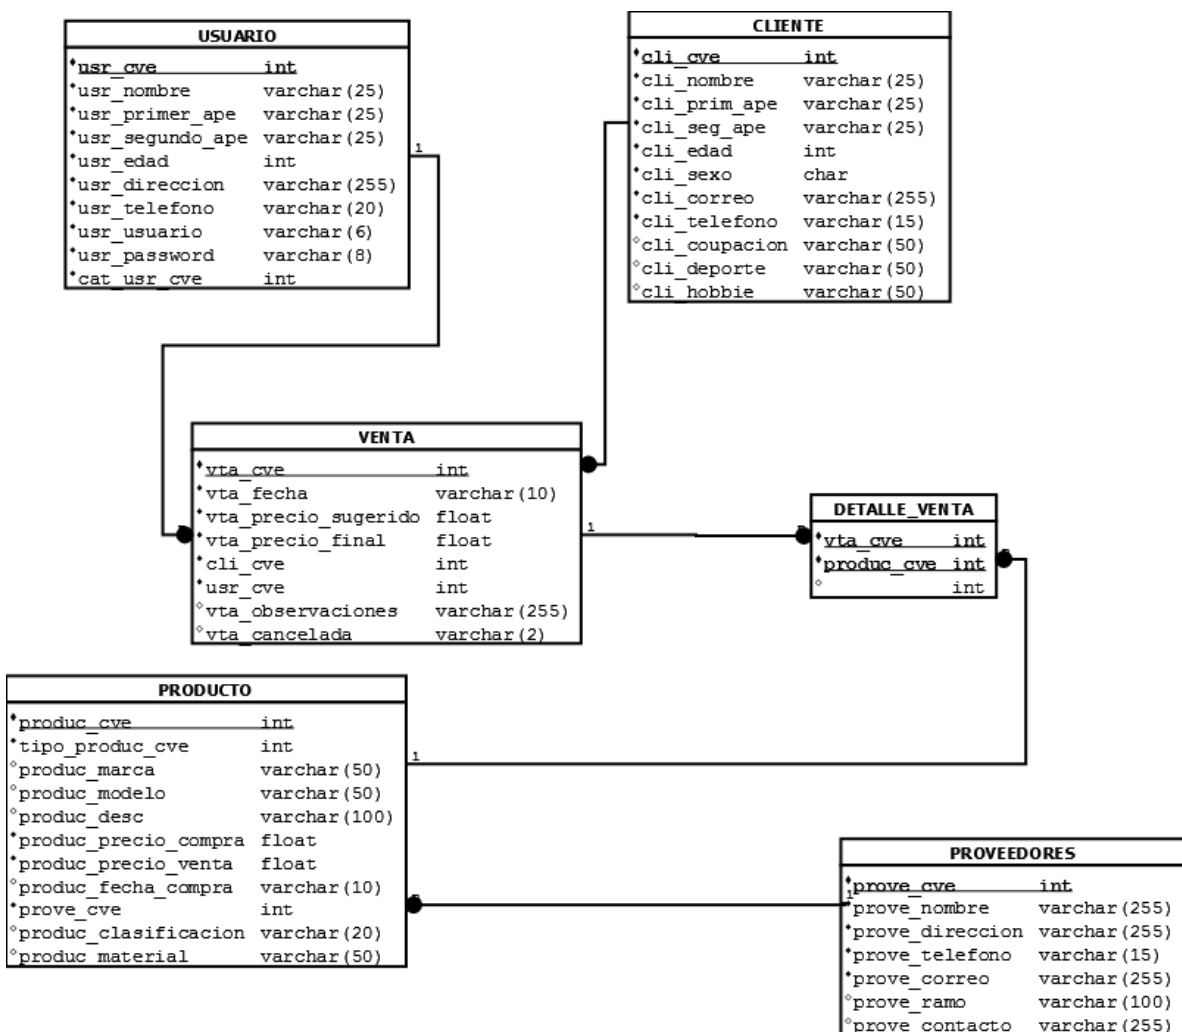 USUARIO
usr_cve int
usr_nombre varchar(25)
usr_primer_ape varchar(25)
usr_segundo_ape varchar(25)
usr_edad int
usr_direccion varchar(255)
usr_telefono varchar(20)
usr_usuario varchar(6)
usr_password varchar(8)
cat_usr_cve int
1
CLIENTE
cli_cve int
cli_nombre varchar(25)
cli_prim_ape varchar(25)
cli_seg_ape varchar(25)
cli_edad int
cli_sexo char
cli_correo varchar(255)
cli_telefono varchar(15)
cli_coupacion varchar(50)
cli_deporte varchar(50)
cli_hobbie varchar(50)
VENTA
vta_cve int
vta_fecha varchar(10)
vta_precio_sugerido float
vta_precio_final float
cli_cve int
usr_cve int
vta_observaciones varchar(255)
vta_cancelada varchar(2)
1
DETALLE_VENTA
vta_cve int
produc_cve int
int
PRODUCTO
produc_cve int
tipo_produc_cve int
produc_marca varchar(50)
produc_modelo varchar(50)
produc_desc varchar(100)
produc_precio_compra float
produc_precio_venta float
produc_fecha_compra varchar(10)
prove_cve int
produc_clasificacion varchar(20)
produc_material varchar(50)
1
PROVEEDORES
prove_cve int
1
prove_nombre varchar(255)
prove_direccion varchar(255)
prove_telefono varchar(15)
prove_correo varchar(255)
prove_ramo varchar(100)
prove_contacto varchar(255)